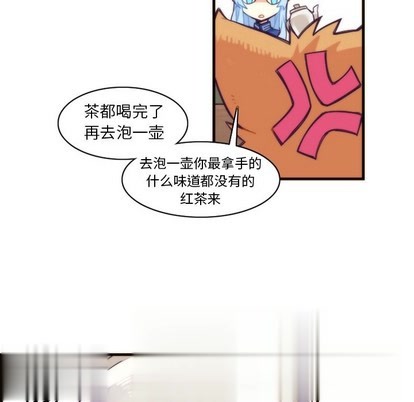 茶都喝完了
再去泡一壶
去泡一壶你最拿手的
什么味道都没有的
红茶来